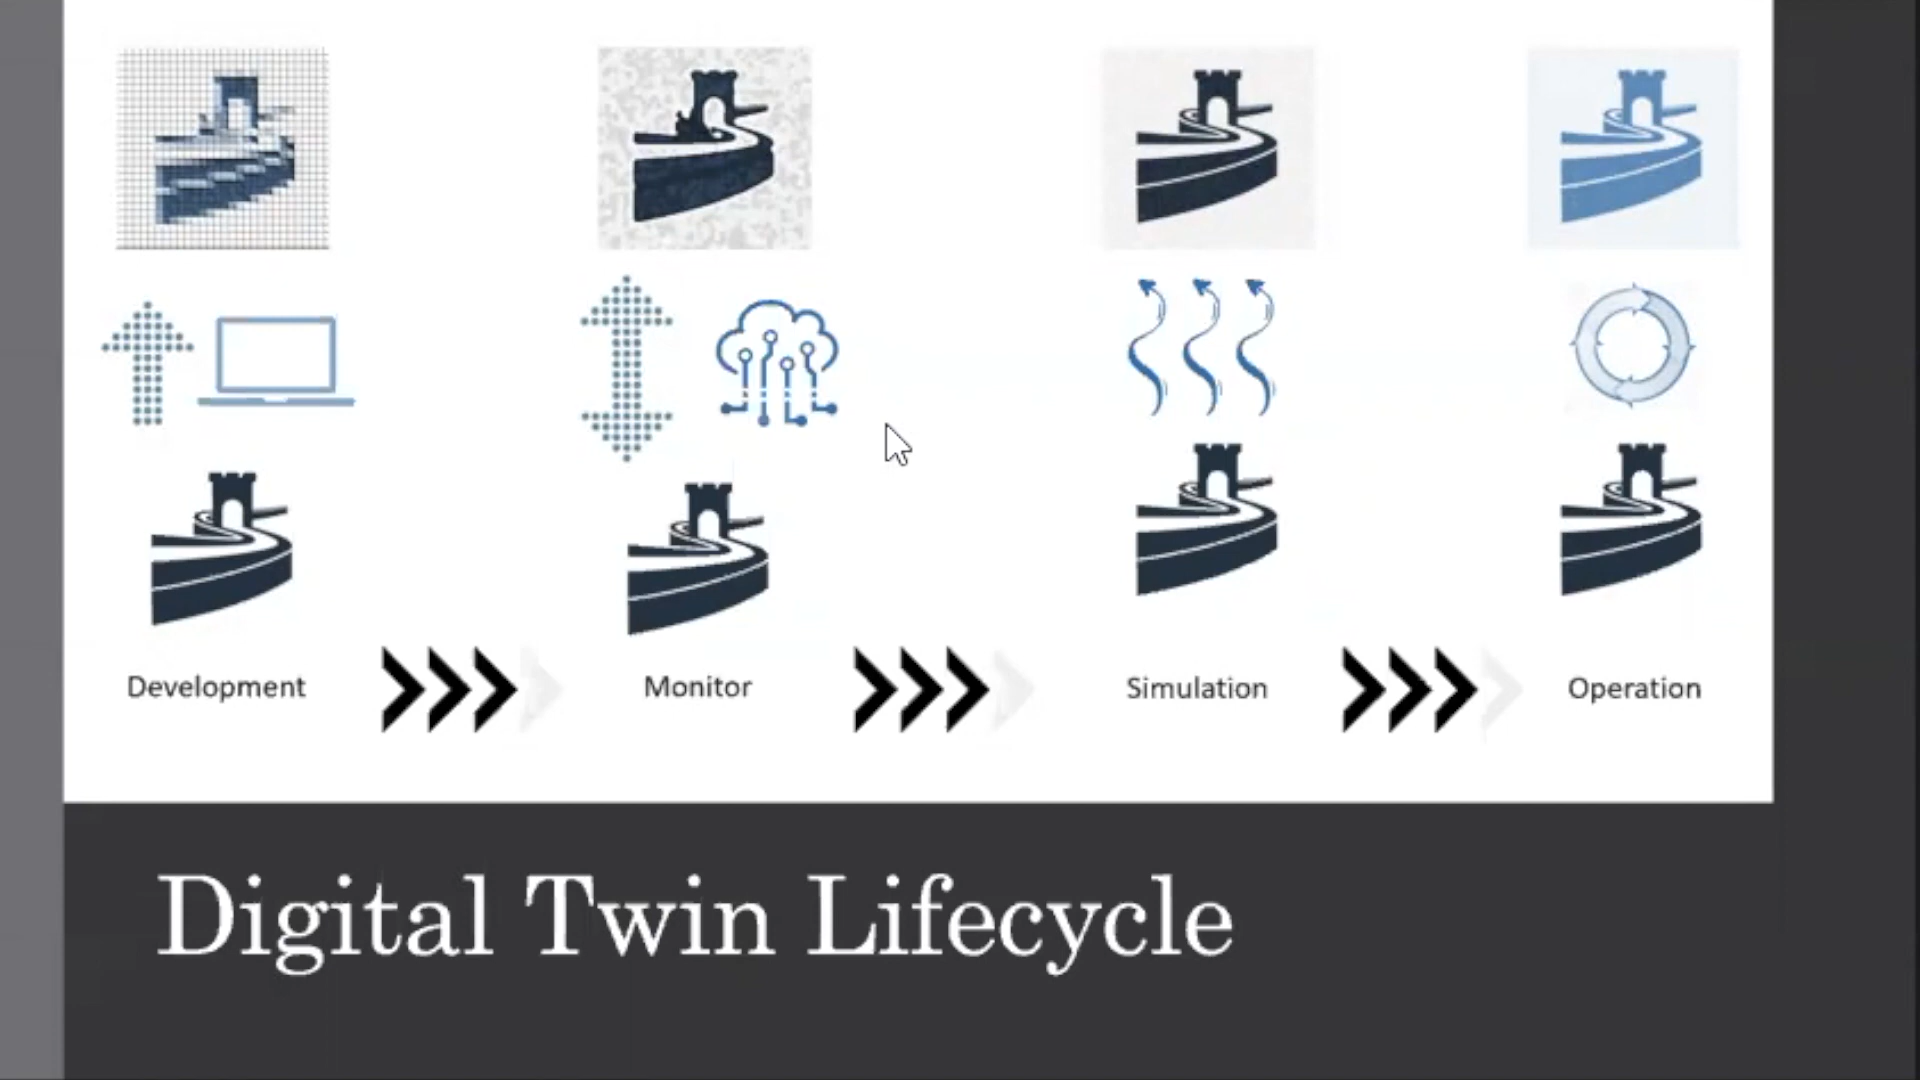 Development
Monitor
Simulation
Operation
Digital Twin Lifecycle